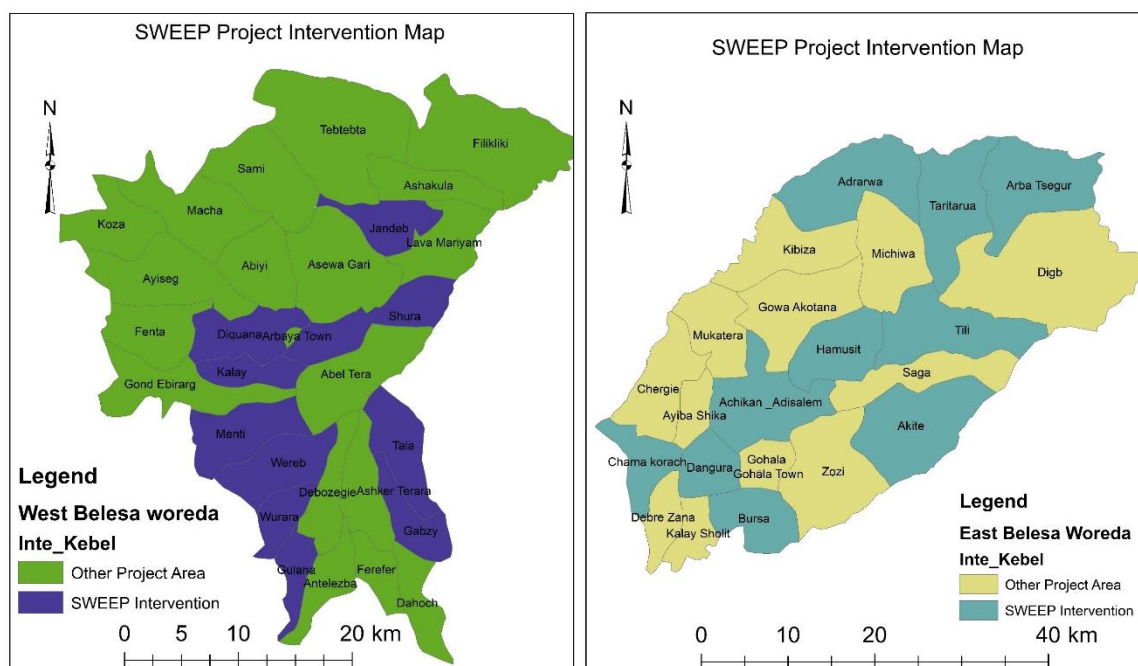 SWEEP Project Intervention Map
N
Tebtebta
Filikliki
Sami
Ashakula
Macha
Koza
Jandeb
Lava Mariyam
Abiyi
Asewa Gari
Ayiseg
Shura
Fenta
Diquana
Arbaya Town
Kalay
Abel Tera
Gond Ebirarg
Menti
Tala
Wereb
Debozegie
Ashker Terara
Wurara
Gabzy
Gulana
Ferefer
Antelezba
Dahoch
Legend
West Belesa woreda
Inte_Kebel
Other Project Area
SWEEP Intervention
0 5 10 20 km
SWEEP Project Intervention Map
N
Adrarwa
Arba Tsegur
Taritarua
Kibiza
Michiwa
Digb
Gowa Akotana
Mukatera
Tili
Hamusit
Saga
Chergie
Achikan _Adisalem
Ayiba Shika
Akite
Chama korach
Dangura
Gohala
Gohala Town
Zozi
Debre Zana
Bursa
Kalay Sholit
Legend
East Belesa Woreda
Inte_Kebel
Other Project Area
SWEEP Intervention
0 10 20 40 km